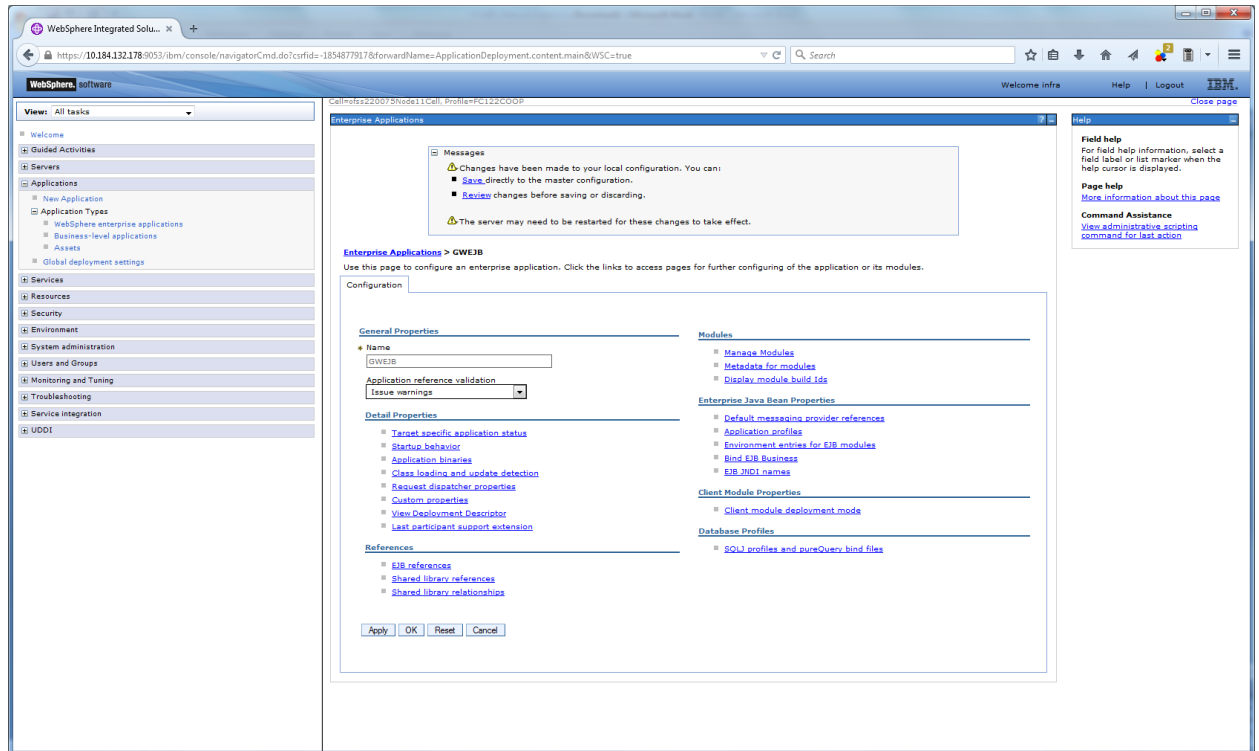 WebSphere Integrated Solu... × +
https://10.184.132.178:9053/ibm/console/navigatorCmd.do?csrfid=-1854877917&forwardName=ApplicationDeployment.content.main&WSC=true
Search
2
WebSphere. software
Welcome infra
Help | Logout
IBM.
View: All tasks
Cell=ofss220075Node11Cell, Profile=FC122COOP
Close page
Welcome
Guided Activities
Servers
Applications
New Application
Application Types
WebSphere enterprise applications
Business-level applications
Assets
Global deployment settings
Services
Resources
Security
Environment
System administration
Users and Groups
Monitoring and Tuning
Troubleshooting
Service integration
UDDI
Enterprise Applications
Messages
Changes have been made to your local configuration. You can:
Save directly to the master configuration.
Review changes before saving or discarding.
The server may need to be restarted for these changes to take effect.
Enterprise Applications > GWEJB
Use this page to configure an enterprise application. Click the links to access pages for further configuring of the application or its modules.
Configuration
General Properties
Name
GWEJB
Application reference validation
Issue warnings
Detail Properties
Target specific application status
Startup behavior
Application binaries
Class loading and update detection
Request dispatcher properties
Custom properties
View Deployment Descriptor
Last participant support extension
References
EJB references
Shared library references
Shared library relationships
Apply OK Reset Cancel
Modules
Manage Modules
Metadata for modules
Display module build Ids
Enterprise Java Bean Properties
Default messaging provider references
Application profiles
Environment entries for EJB modules
Bind EJB Business
EJB JNDI names
Client Module Properties
Client module deployment mode
Database Profiles
SQLJ profiles and pureQuery bind files
Help
Field help
For field help information, select a
field label or list marker when the
help cursor is displayed.
Page help
More information about this page
Command Assistance
View administrative scripting
command for last action